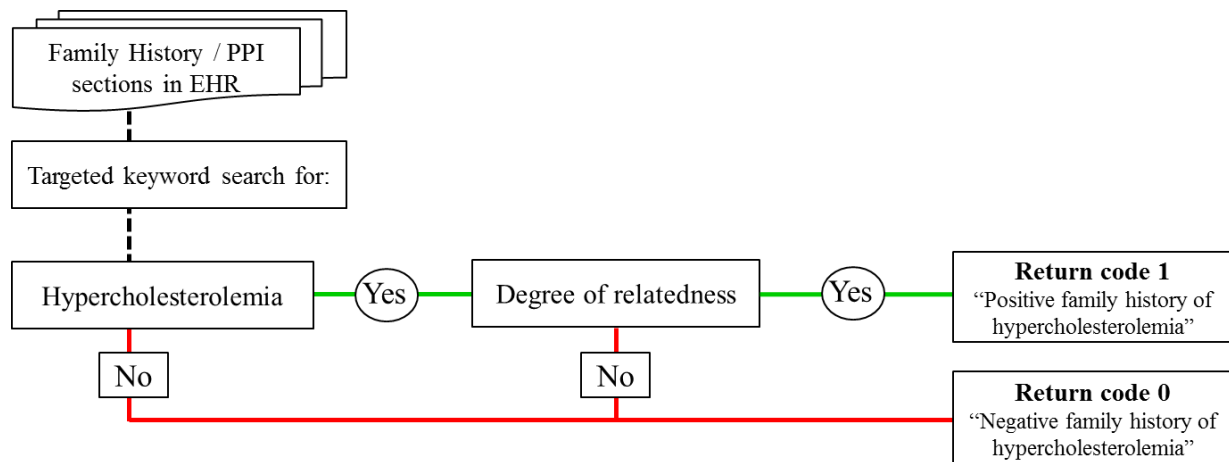 Family History / PPI
sections in EHR
Targeted keyword search for:
Hypercholesterolemia
Yes
Degree of relatedness
Yes
Return code 1
“Positive family history of
hypercholesterolemia”
No
No
Return code 0
“Negative family history of
hypercholesterolemia”